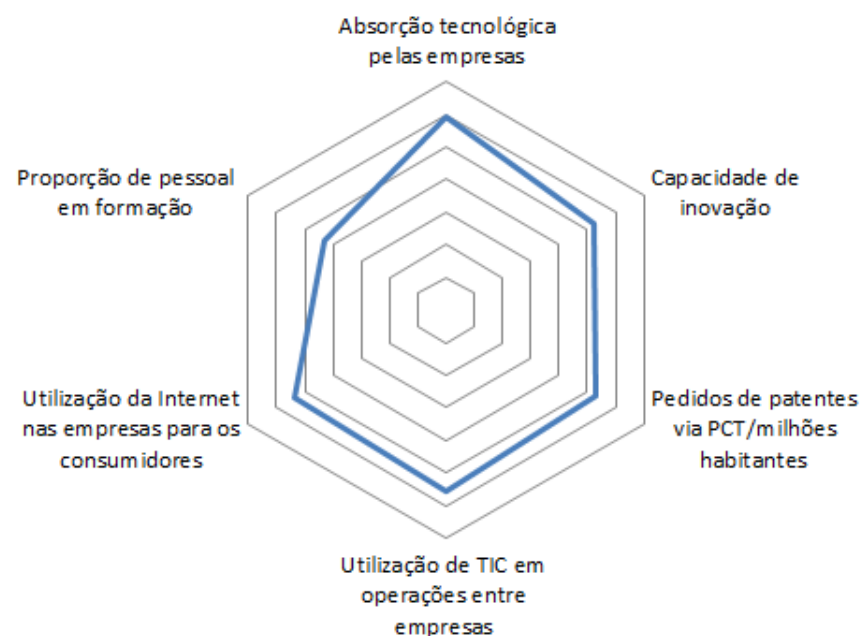 Absorção tecnológica
pelas empresas
Proporção de pessoal
em formação
Capacidade de
inovação
Utilização da Internet
nas empresas para os
consumidores
Pedidos de patentes
via PCT/milhões
habitantes
Utilização de TIC em
operações entre
empresas